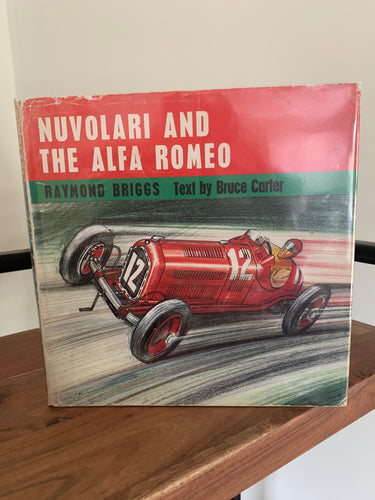 NUVOLARI AND
THE ALFA ROMEO
RAYMOND BRIGGS Text by Bruce Carter
12
12